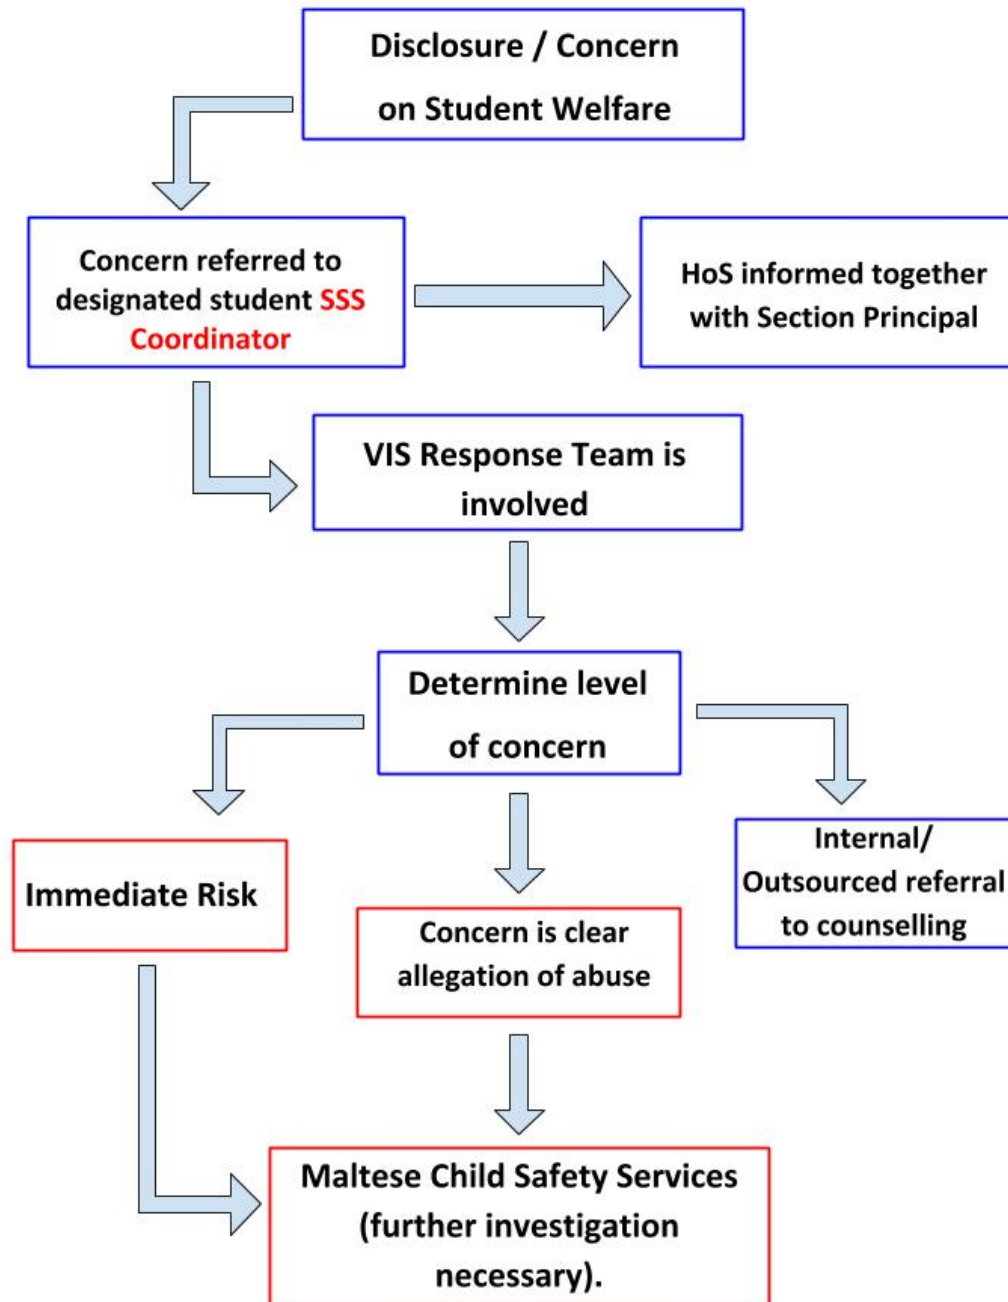 Disclosure / Concern
on Student Welfare
Concern referred to
designated student SSS
Coordinator
HoS informed together
with Section Principal
VIS Response Team is
involved
Determine level
of concern
Immediate Risk
Concern is clear
allegation of abuse
Internal/
Outsourced referral
to counselling
Maltese Child Safety Services
(further investigation
necessary).